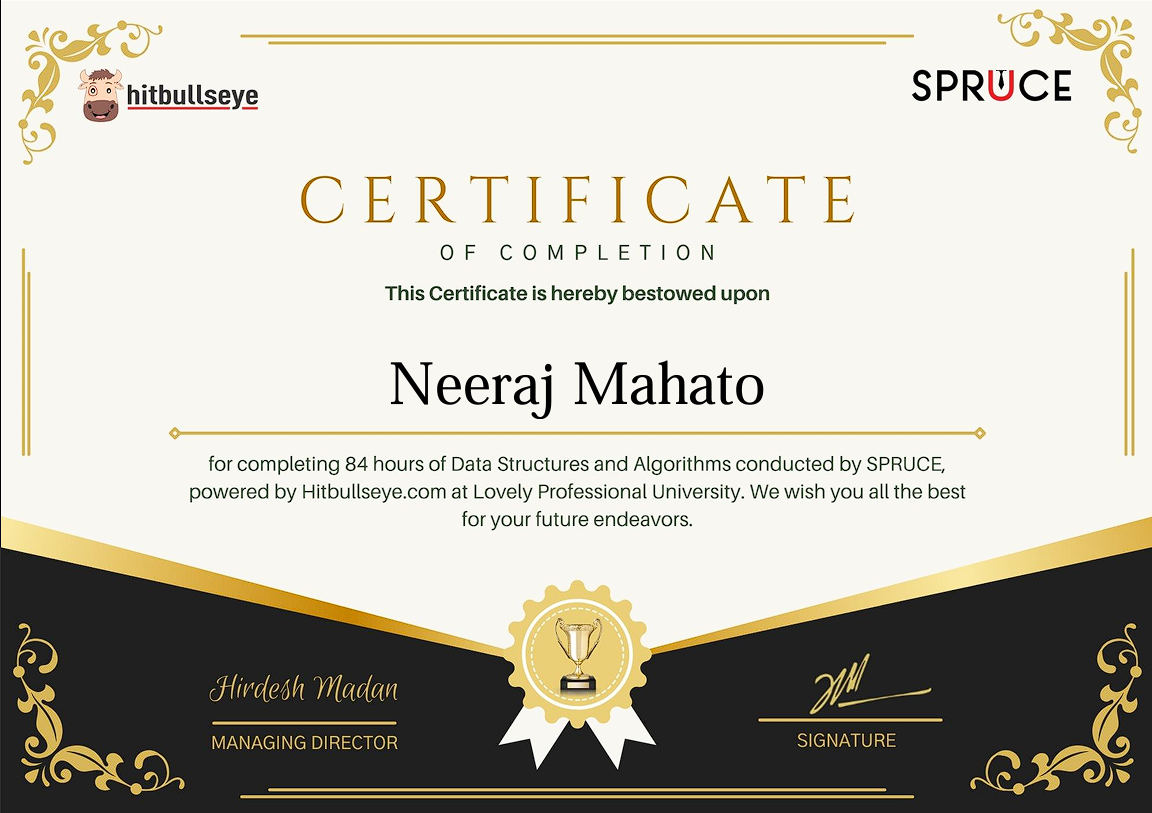 hitbullseye
SPRUCE
CERTIFICATE
OF COMPLETION
This Certificate is hereby bestowed upon
Neeraj Mahato
for completing 84 hours of Data Structures and Algorithms conducted by SPRUCE,
powered by Hitbullseye.com at Lovely Professional University. We wish you all the best
for your future endeavors.
Hirdesh Madan
MANAGING DIRECTOR
SIGNATURE